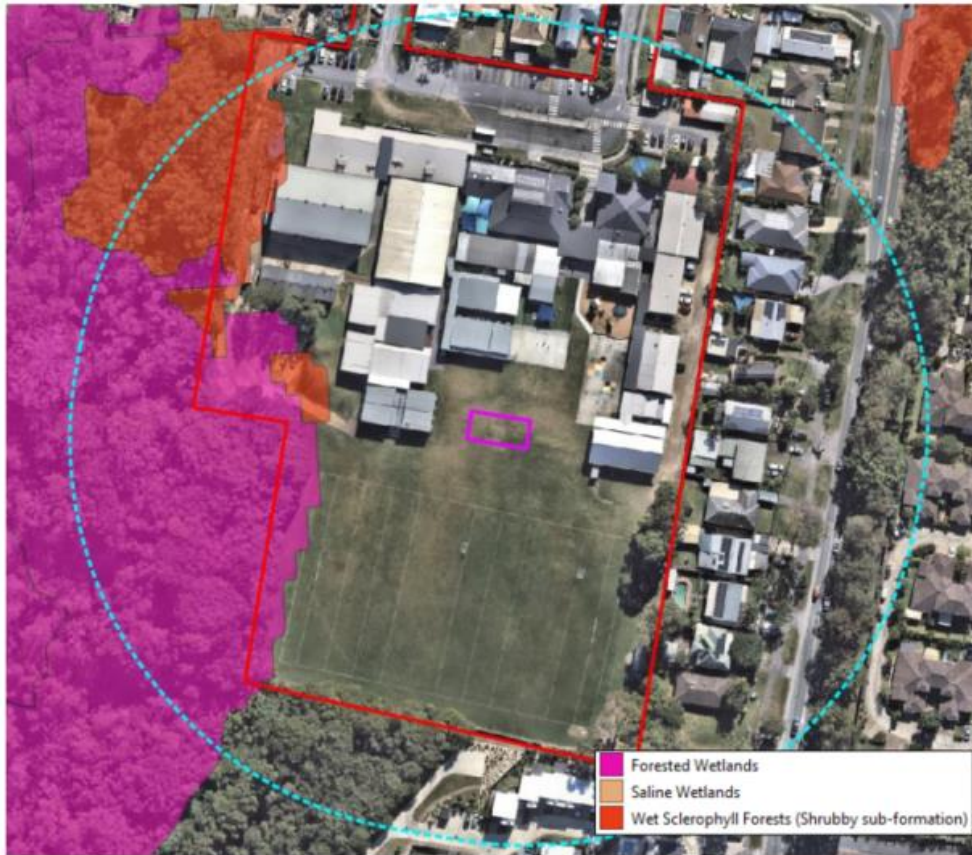 Forested Wetlands
Saline Wetlands
Wet Sclerophyll Forests (Shrubby sub-formation)